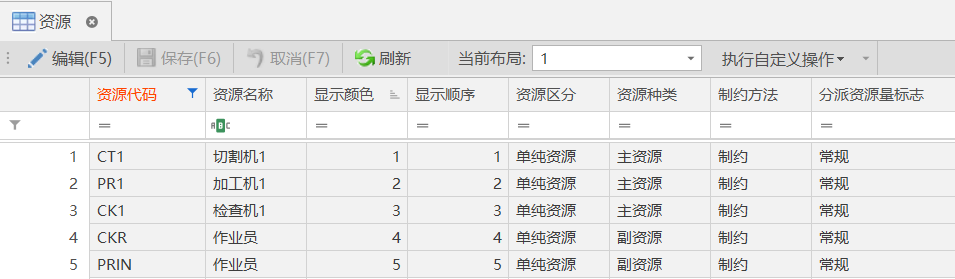 资源
编辑(F5) 保存(F6) 取消(F7) 刷新 当前布局: 1 执行自定义操作
资源代码 资源名称 显示颜色 显示顺序 资源区分 资源种类 制约方法 分派资源量标志
= ABC = = = = = =
1 CT1 切割机1 1 1 单纯资源 主资源 制约 常规
2 PR1 加工机1 2 2 单纯资源 主资源 制约 常规
3 CK1 检查机1 3 3 单纯资源 主资源 制约 常规
4 CKR 作业员 4 4 单纯资源 副资源 制约 常规
5 PRIN 作业员 5 5 单纯资源 副资源 制约 常规